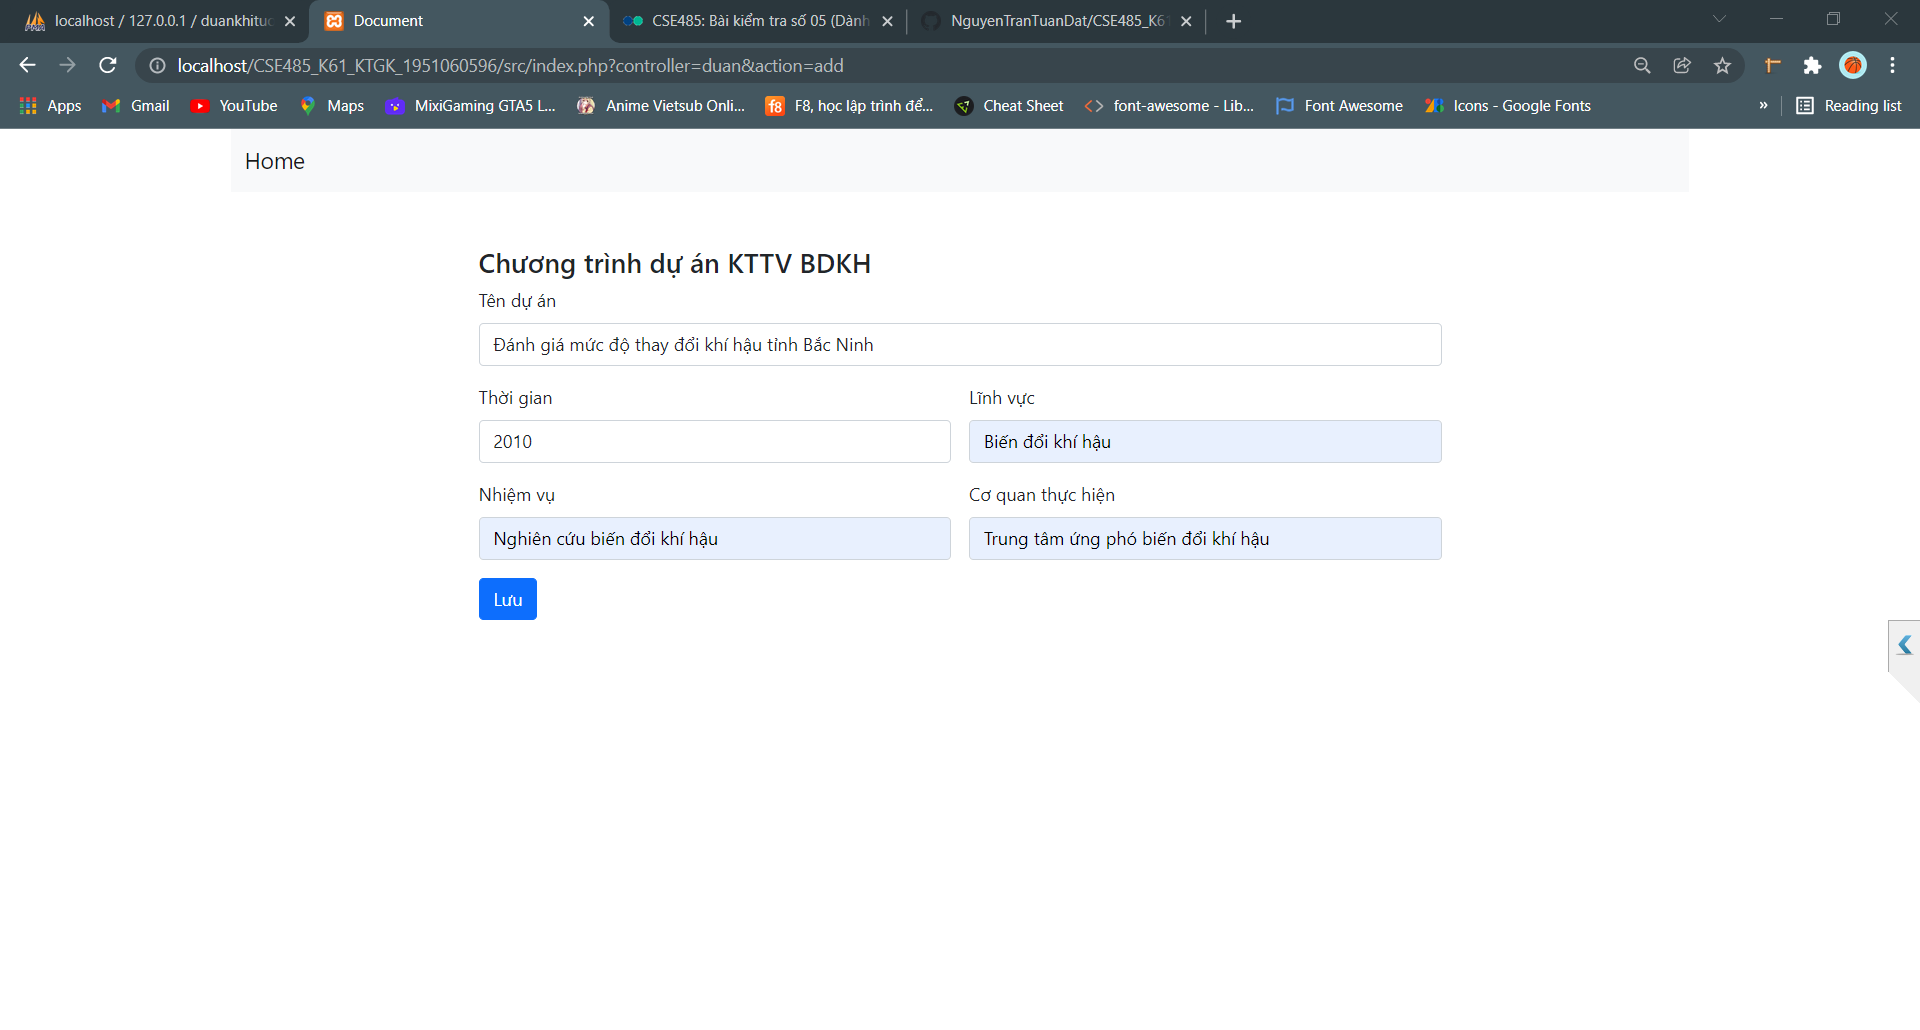 localhost / 127.0.0.1 / duankhituc
Document
CSE485: Bài kiểm tra số 05 (Dành
NguyenTranTuanDat/CSE485_K61
localhost/CSE485_K61_KTGK_1951060596/src/index.php?controller=duan&action=add
Apps
Gmail
YouTube
Maps
MixiGaming GTA5 L...
Anime Vietsub Onli...
F8, học lập trình để...
Cheat Sheet
font-awesome - Lib...
Font Awesome
Icons - Google Fonts
»
Reading list
Home
Chương trình dự án KTTV BDKH
Tên dự án
Đánh giá mức độ thay đổi khí hậu tỉnh Bắc Ninh
Thời gian
Lĩnh vực
2010
Biến đổi khí hậu
Nhiệm vụ
Cơ quan thực hiện
Nghiên cứu biến đổi khí hậu
Trung tâm ứng phó biến đổi khí hậu
Lưu